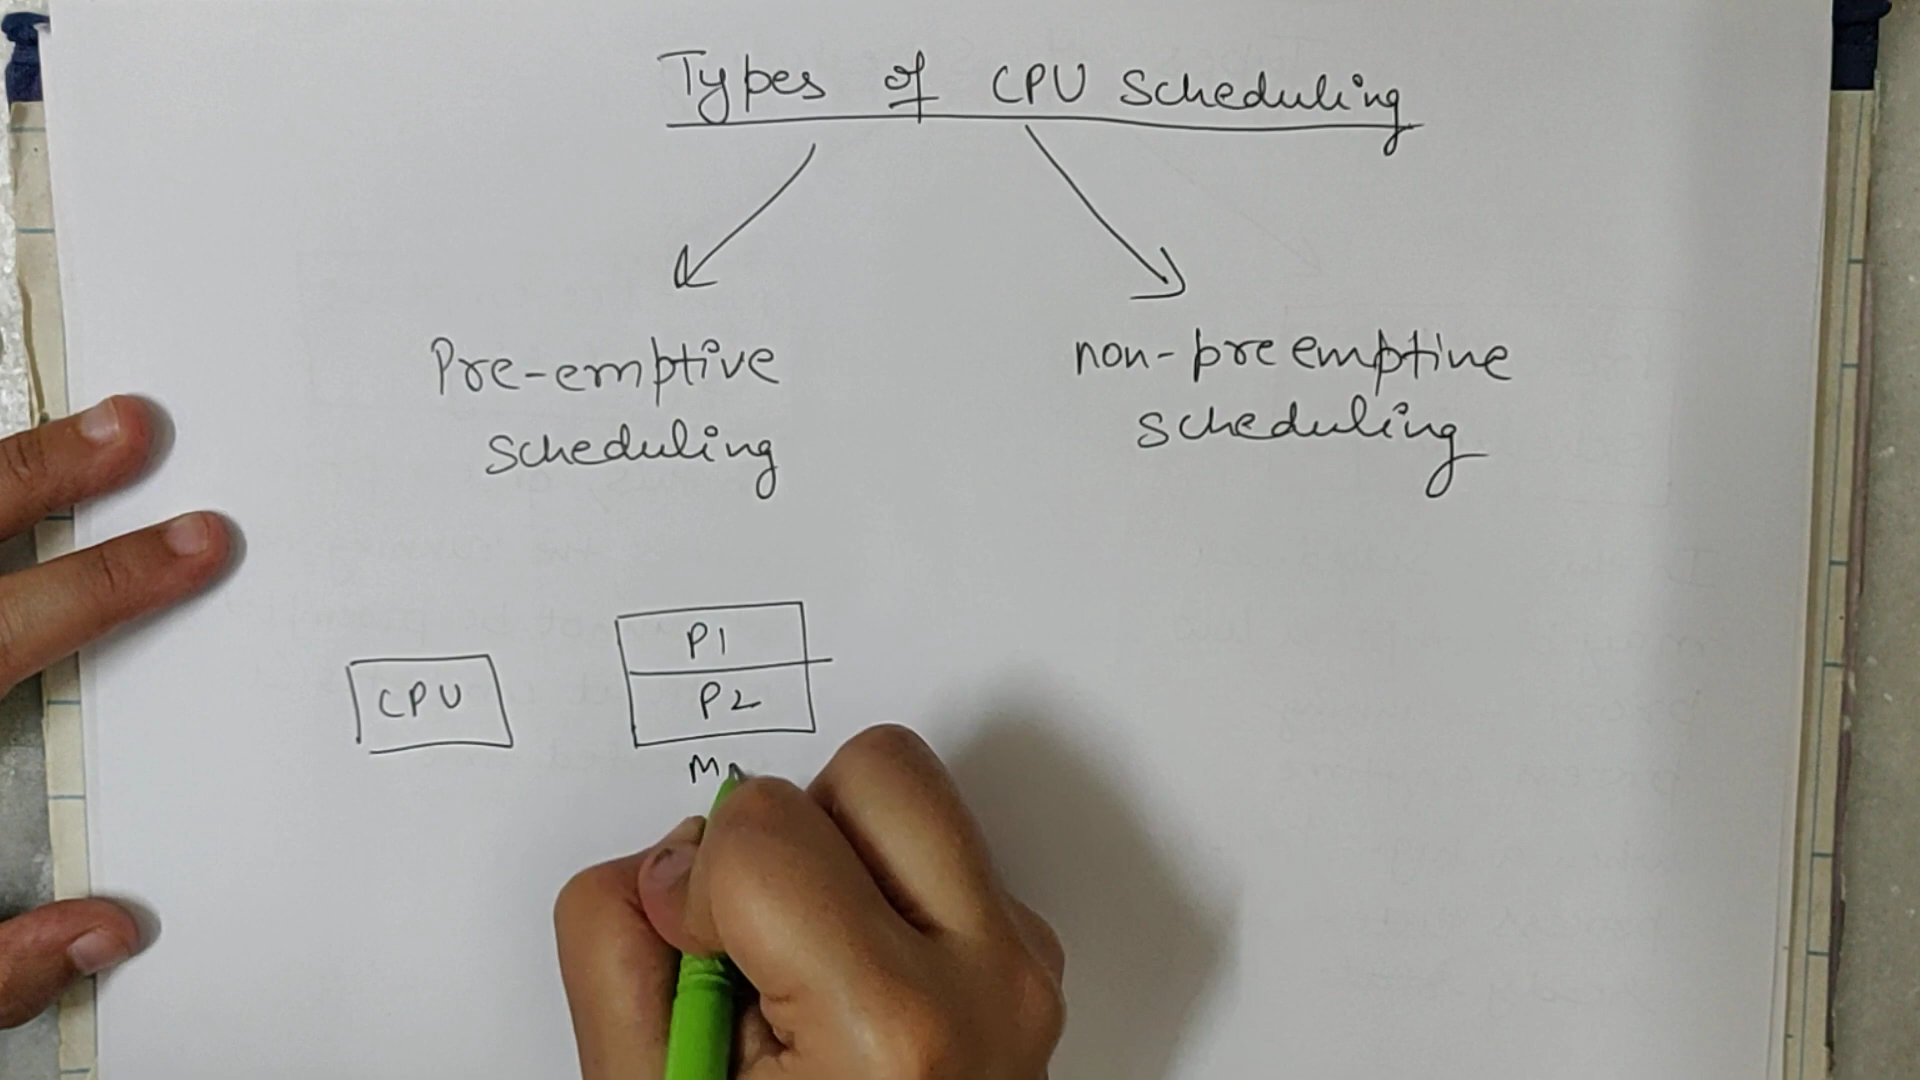 Types of CPU Scheduling
Pre-emptive
scheduling
non-preemptive
scheduling
P1
P2
CPU